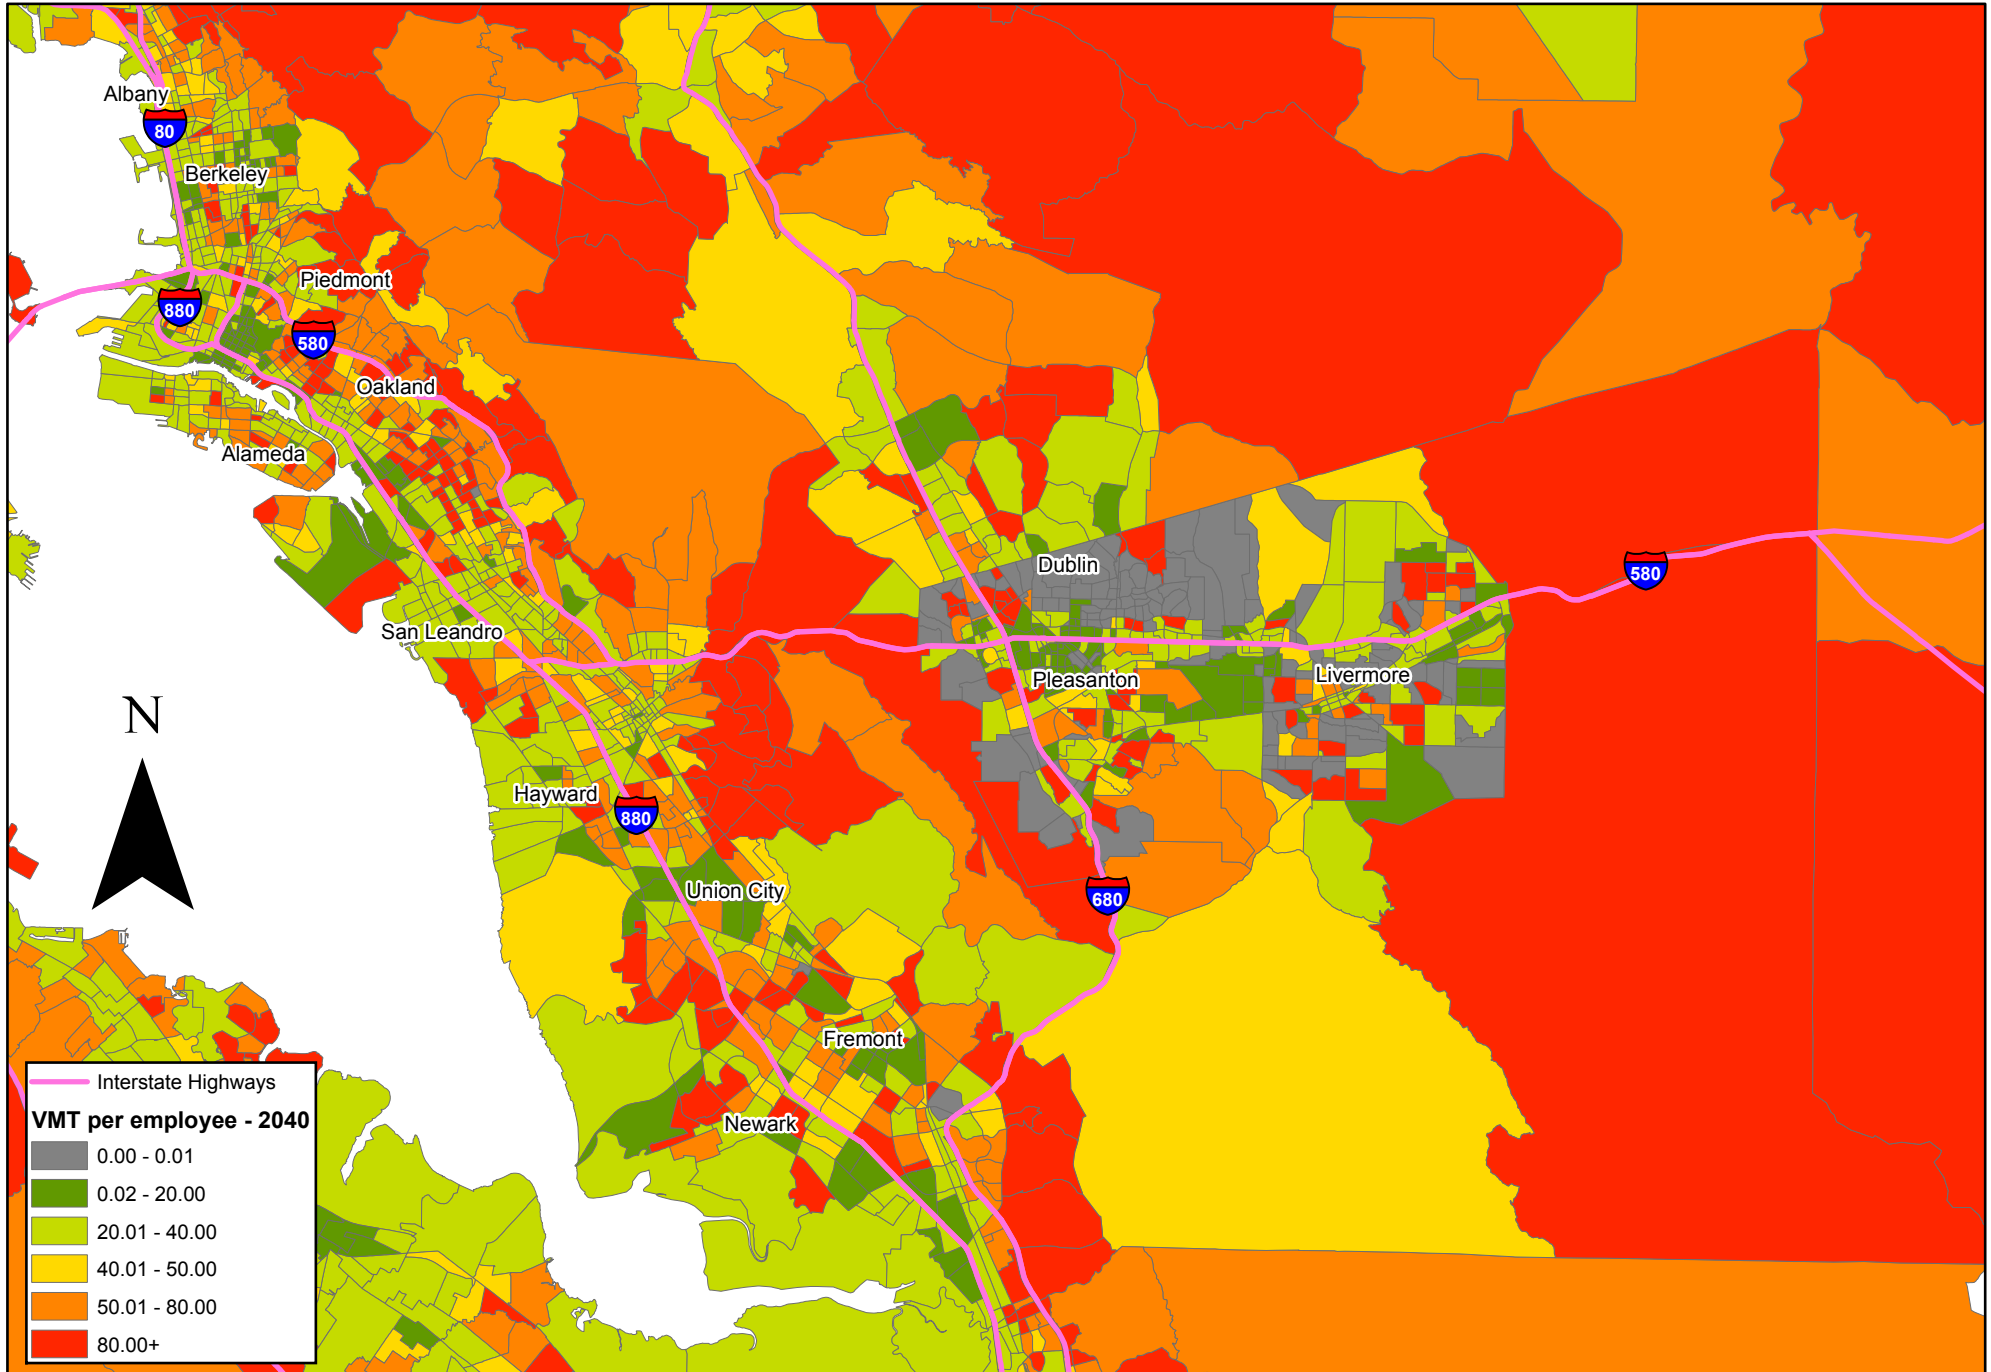 Albany
80
Berkeley
Piedmont
880
580
Oakland
Alameda
Dublin
580
San Leandro
Pleasanton
Livermore
N
Hayward
880
Union City
680
Fremont
Newark
Interstate Highways
VMT per employee - 2040
0.00 - 0.01
0.02 - 20.00
20.01 - 40.00
40.01 - 50.00
50.01 - 80.00
80.00+